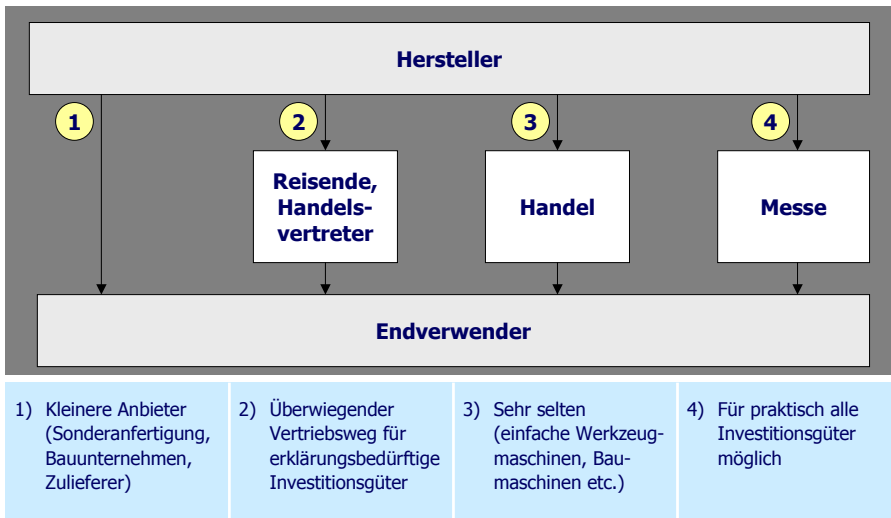 Hersteller
1
2
3
4
Reisende,
Handels-
vertreter
Handel
Messe
Endverwender
1) Kleinere Anbieter
(Sonderanfertigung,
Bauunternehmen,
Zulieferer)
2) Überwiegender
Vertriebsweg für
erklärungsbedürftige
Investitionsgüter
3) Sehr selten
(einfache Werkzeug-
maschinen, Bau-
maschinen etc.)
4) Für praktisch alle
Investitionsgüter
möglich